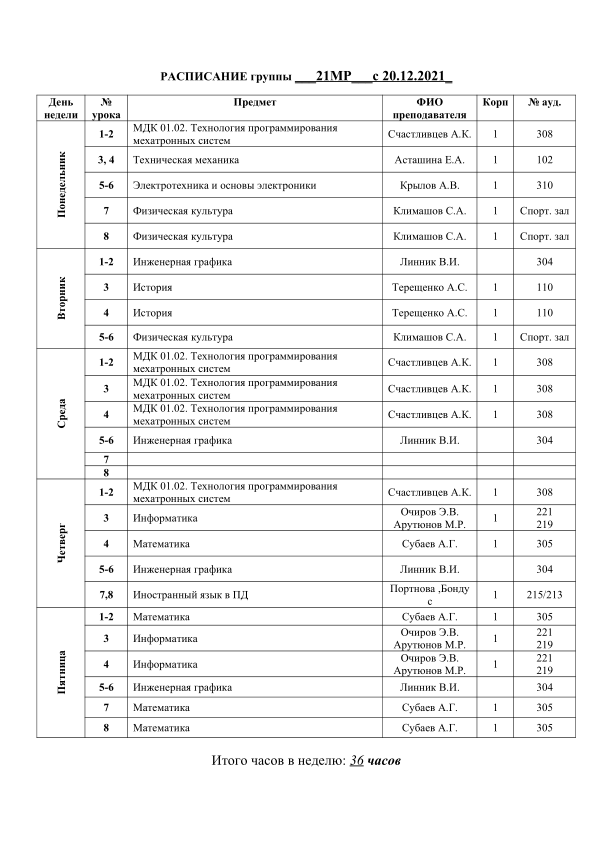 РАСПИСАНИЕ группы ___21МР___с 20.12.2021_
День недели № урока Предмет ФИО преподавателя Корп № ауд.
Понедельник
1-2 МДК 01.02. Технология программирования мехатронных систем Счастливцев А.К. 1 308
3, 4 Техническая механика Асташина Е.А. 1 102
5-6 Электротехника и основы электроники Крылов А.В. 1 310
7 Физическая культура Климашов С.А. 1 Спорт. зал
8 Физическая культура Климашов С.А. 1 Спорт. зал
Вторник
1-2 Инженерная графика Линник В.И. 304
3 История Терещенко А.С. 1 110
4 История Терещенко А.С. 1 110
5-6 Физическая культура Климашов С.А. 1 Спорт. зал
Среда
1-2 МДК 01.02. Технология программирования мехатронных систем Счастливцев А.К. 1 308
3 МДК 01.02. Технология программирования мехатронных систем Счастливцев А.К. 1 308
4 МДК 01.02. Технология программирования мехатронных систем Счастливцев А.К. 1 308
5-6 Инженерная графика Линник В.И. 304
7
8
Четверг
1-2 МДК 01.02. Технология программирования мехатронных систем Счастливцев А.К. 1 308
3 Информатика Очиров Э.В. Арутюнов М.Р. 1 221 219
4 Математика Субаев А.Г. 1 305
5-6 Инженерная графика Линник В.И. 304
7,8 Иностранный язык в ПД Портнова ,Бонду с 1 215/213
Пятница
1-2 Математика Субаев А.Г. 1 305
3 Информатика Очиров Э.В. Арутюнов М.Р. 1 221 219
4 Информатика Очиров Э.В. Арутюнов М.Р. 1 221 219
5-6 Инженерная графика Линник В.И. 304
7 Математика Субаев А.Г. 1 305
8 Математика Субаев А.Г. 1 305
Итого часов в неделю: 36 часов